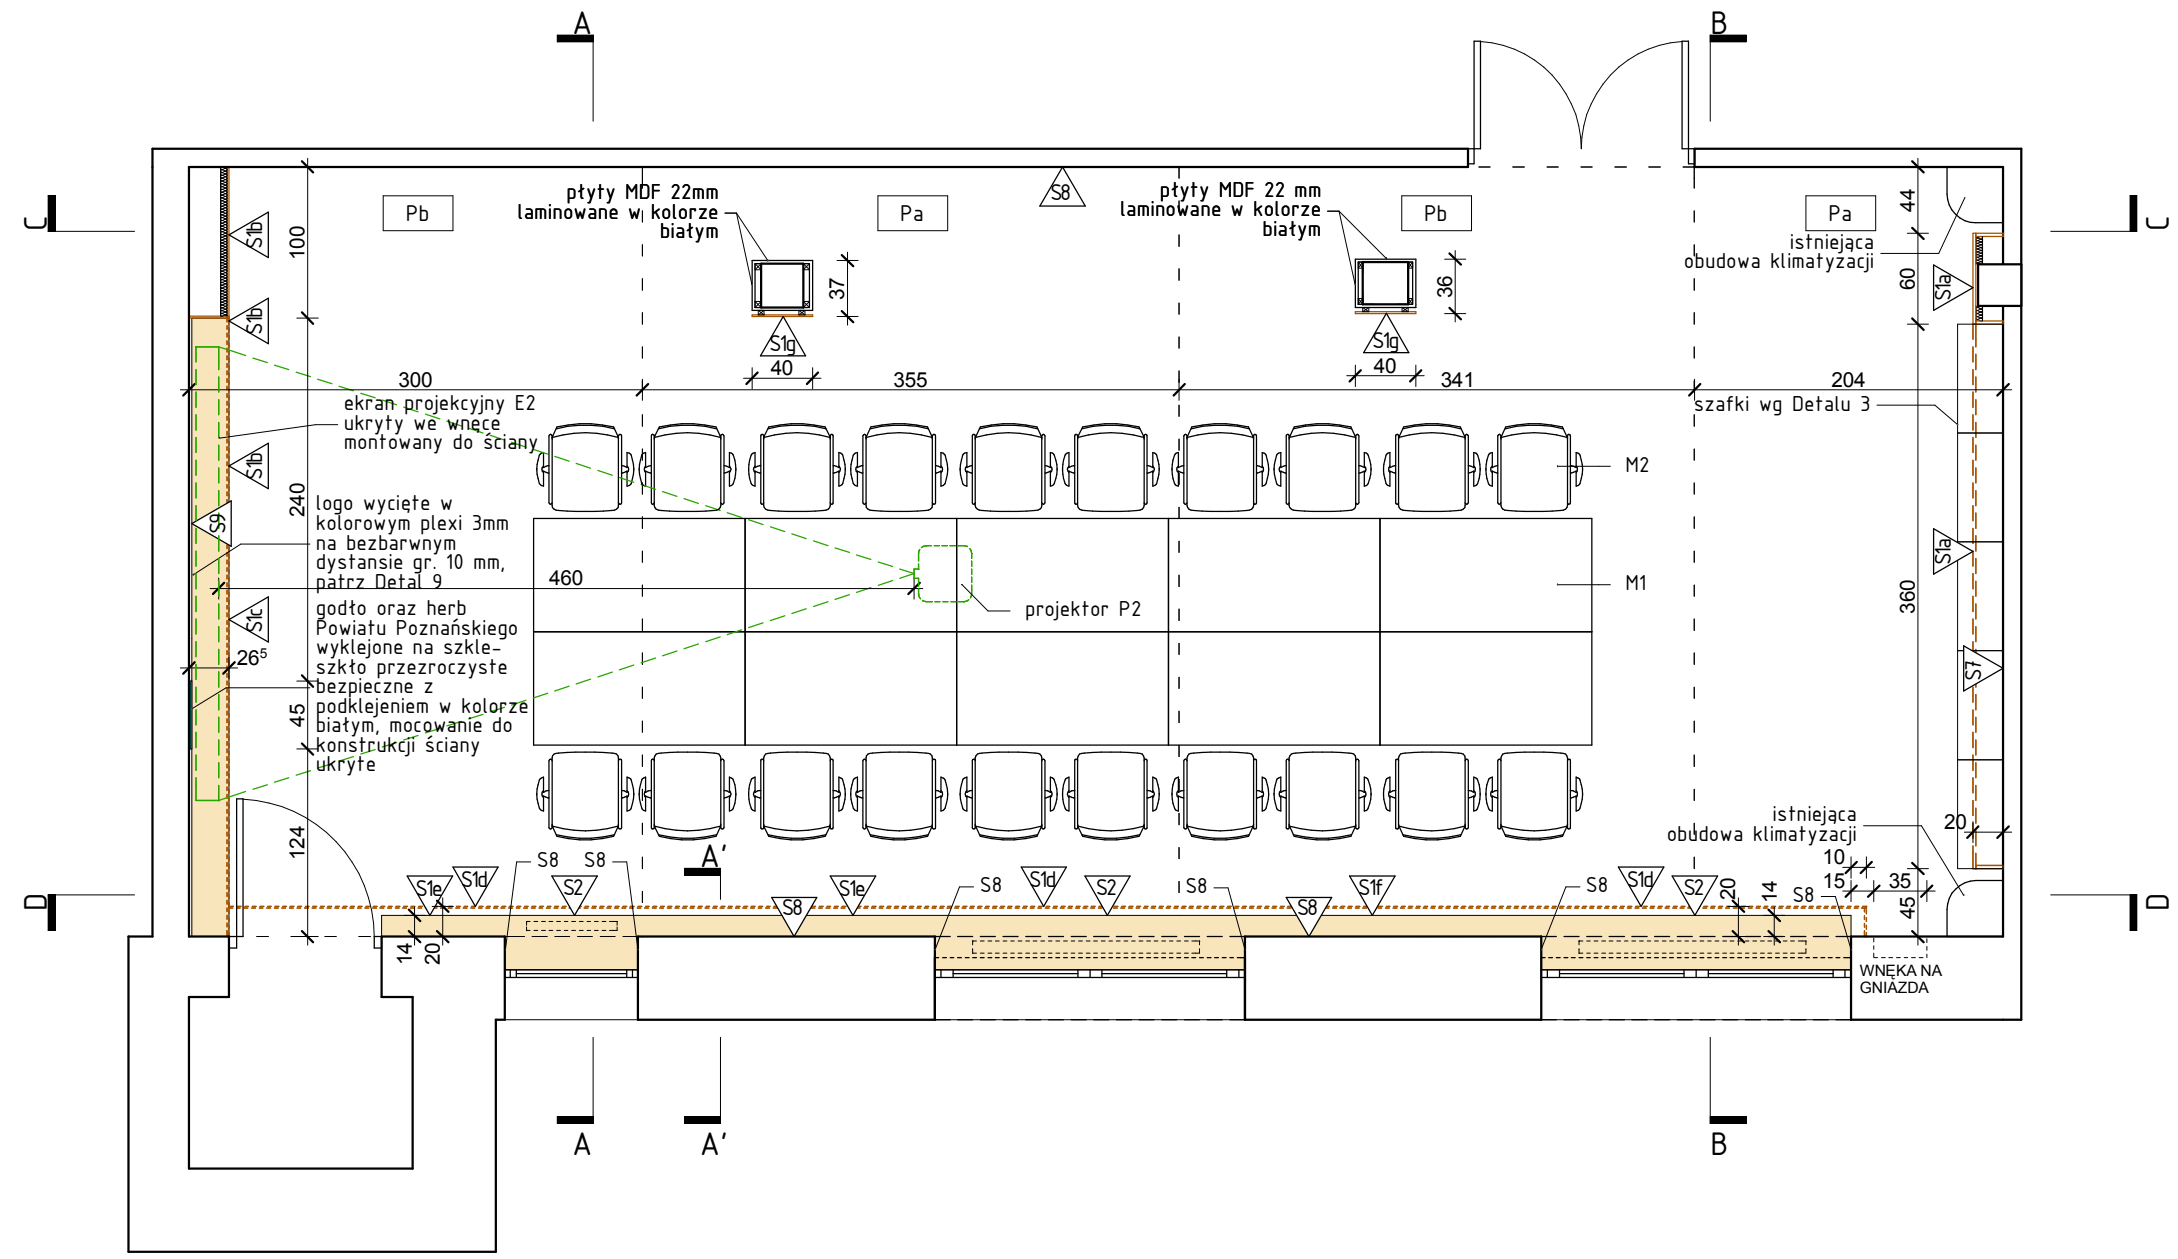 A
B
C
C
płyty MDF 22mm
laminowane w kolorze
białym
płyty MDF 22 mm
laminowane w kolorze
białym
Pb
Pa
Pb
Pa
S8
44
istniejąca
obudowa klimatyzacji
S1b
100
37
36
60
S1a
S1b
S1g
S1g
40
40
300
355
341
204
ekran projekcyjny E2
ukryty we wnęce
montowany do ściany
szafki wg Detalu 3
S1b
M2
240
S9
logo wycięte w
kolorowym plexi 3mm
na bezbarwnym
dystansie gr. 10 mm,
patrz Detal 9
460
M1
S1a
projektor P2
360
S1c
godło oraz herb
Powiatu Poznańskiego
wyklejone na szkle-
szkło przezroczyste
bezpieczne z
podklejeniem w kolorze
białym, mocowanie do
konstrukcji ściany
ukryte
26⁵
S7
45
124
istniejąca
obudowa klimatyzacji
20
A'
S8
S8
10
15
35
45
D
D
S1e
S1d
S2
S8
S1e
S8
S1d
S2
S8
S8
S1f
S8
S1d
S2
20
14
S8
14
20
WNĘKA NA
GNIAZDA
A
A'
B